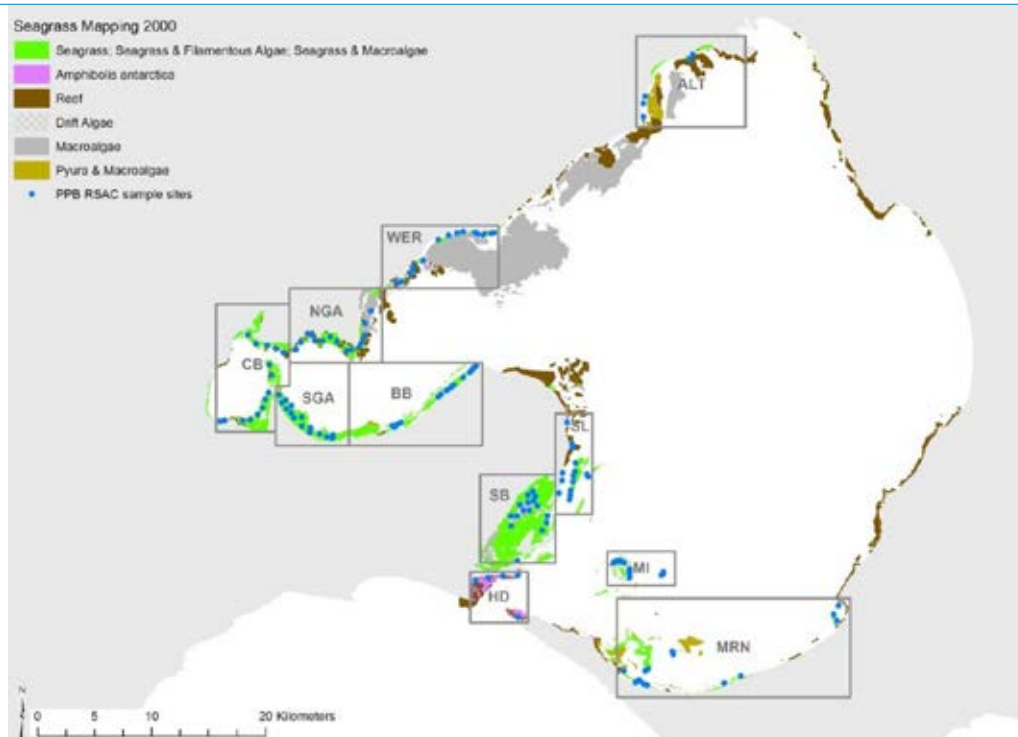 Seagrass Mapping 2000
Seagrass; Seagrass & Filamentous Algae; Seagrass & Macroalgae
Amphibolis antarctica
Reef
Drift Algae
Macroalgae
Pyura & Macroalgae
PPB RSAC sample sites
ALT
WER
NGA
CB
SGA
BB
SL
SB
MI
HD
MRN
N
0 5 10 20 Kilometers